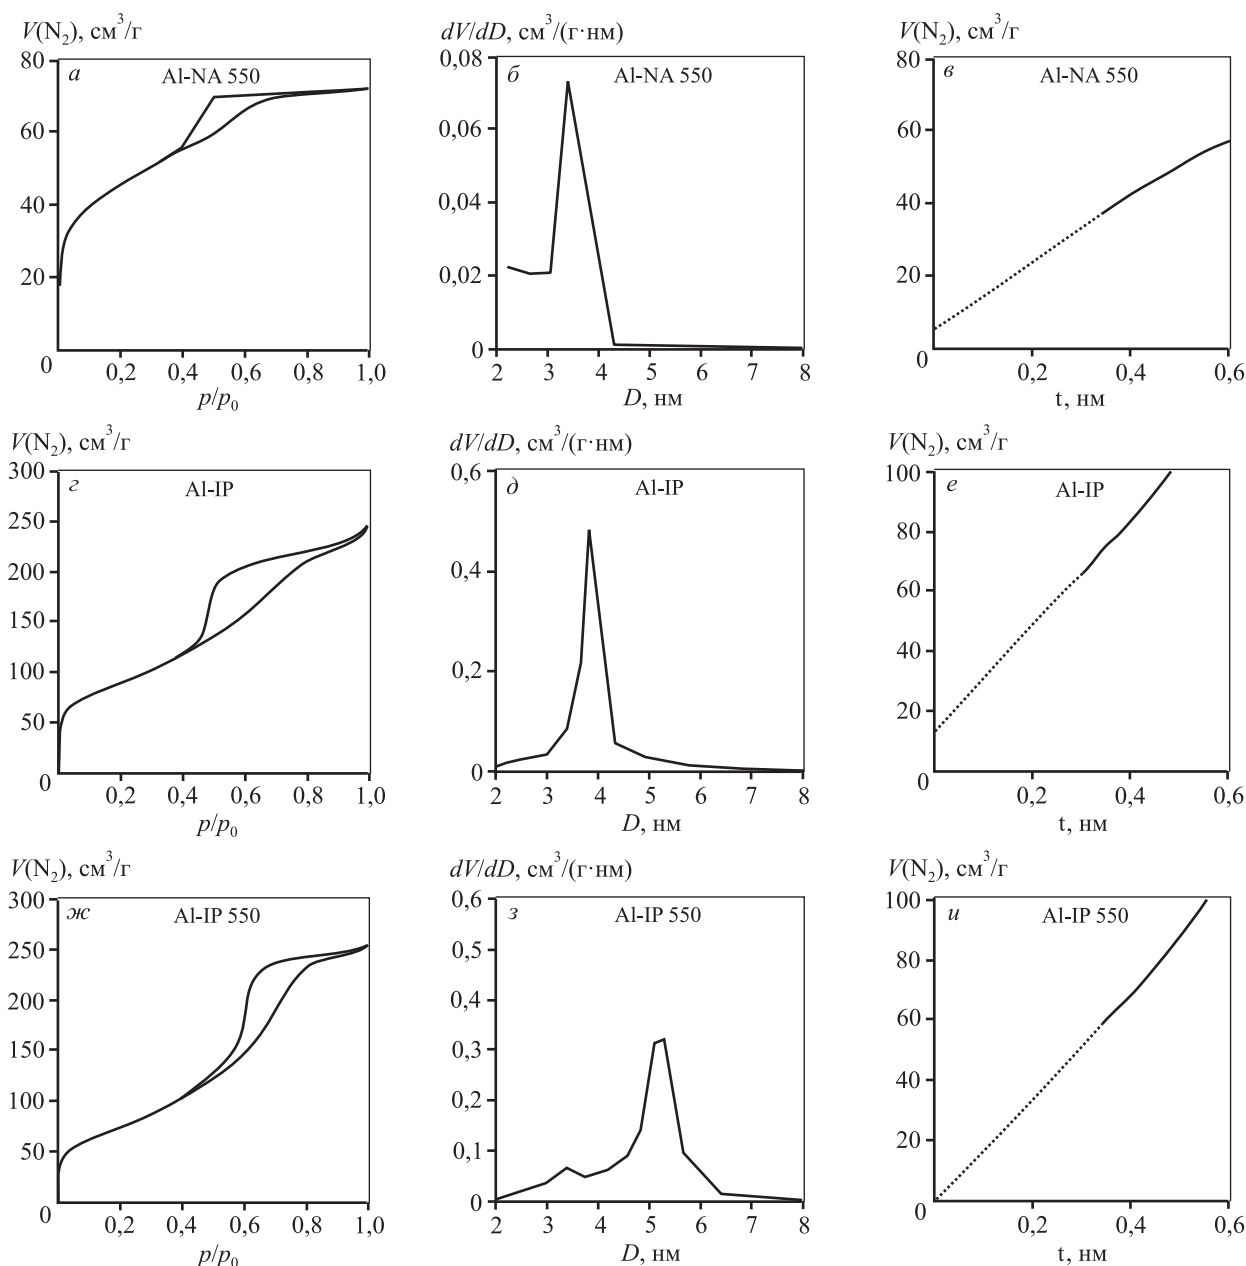 V(N₂), см³/г
80
60
40
20
0
а
Al-NA 550
0,2 0,4 0,6 0,8 1,0
p/p₀
dV/dD, см³/(г·нм)
0,08
0,06
0,04
0,02
0
б
Al-NA 550
2 3 4 5 6 7 8
D, нм
V(N₂), см³/г
80
60
40
20
0
в
Al-NA 550
0,2 0,4 0,6
t, нм
V(N₂), см³/г
300
250
200
150
100
50
0
г
Al-IP
0,2 0,4 0,6 0,8 1,0
p/p₀
dV/dD, см³/(г·нм)
0,6
0,4
0,2
0
д
Al-IP
2 3 4 5 6 7 8
D, нм
V(N₂), см³/г
100
80
60
40
20
0
е
Al-IP
0,2 0,4 0,6
t, нм
V(N₂), см³/г
300
250
200
150
100
50
0
ж
Al-IP 550
0,2 0,4 0,6 0,8 1,0
p/p₀
dV/dD, см³/(г·нм)
0,6
0,5
0,4
0,3
0,2
0,1
0
з
Al-IP 550
2 3 4 5 6 7 8
D, нм
V(N₂), см³/г
100
80
60
40
20
0
и
Al-IP 550
0,2 0,4 0,6
t, нм